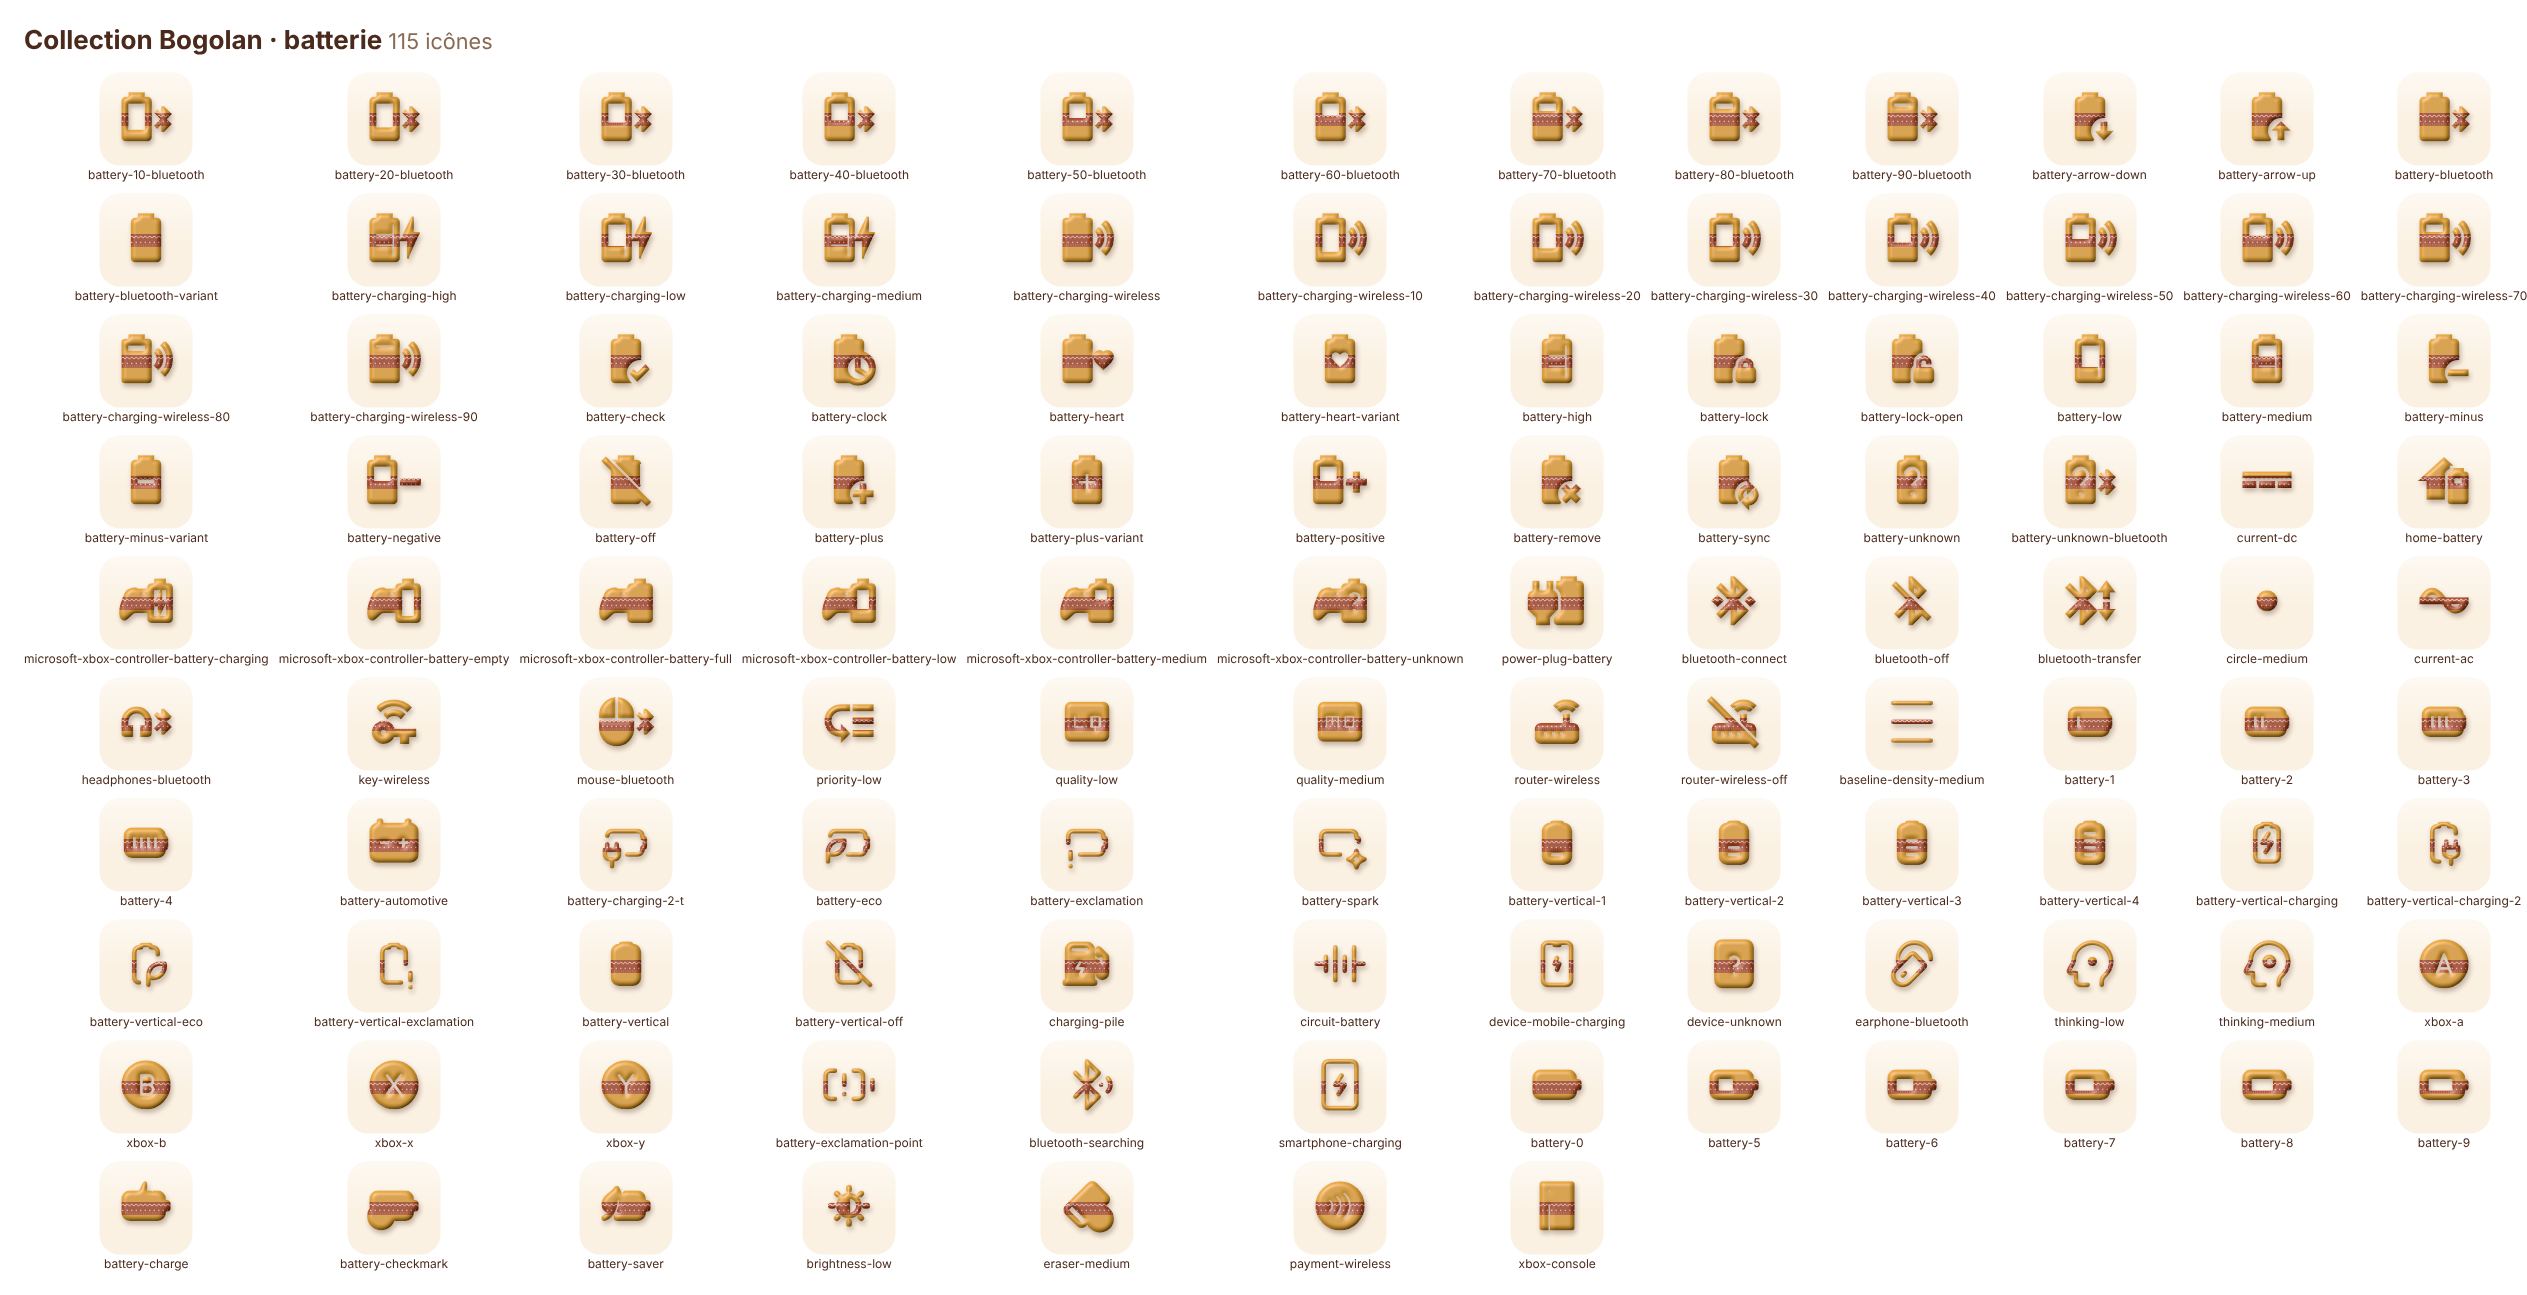 Collection Bogolan · batterie 115 icônes
battery-10-bluetooth battery-20-bluetooth battery-30-bluetooth battery-40-bluetooth battery-50-bluetooth battery-60-bluetooth battery-70-bluetooth battery-80-bluetooth battery-90-bluetooth battery-arrow-down battery-arrow-up battery-bluetooth
battery-bluetooth-variant battery-charging-high battery-charging-low battery-charging-medium battery-charging-wireless battery-charging-wireless-10 battery-charging-wireless-20 battery-charging-wireless-30 battery-charging-wireless-40 battery-charging-wireless-50 battery-charging-wireless-60 battery-charging-wireless-70
battery-charging-wireless-80 battery-charging-wireless-90 battery-check battery-clock battery-heart battery-heart-variant battery-high battery-lock battery-lock-open battery-low battery-medium battery-minus
battery-minus-variant battery-negative battery-off battery-plus battery-plus-variant battery-positive battery-remove battery-sync battery-unknown battery-unknown-bluetooth current-dc home-battery
microsoft-xbox-controller-battery-charging microsoft-xbox-controller-battery-empty microsoft-xbox-controller-battery-full microsoft-xbox-controller-battery-low microsoft-xbox-controller-battery-medium microsoft-xbox-controller-battery-unknown power-plug-battery bluetooth-connect bluetooth-off bluetooth-transfer circle-medium current-ac
headphones-bluetooth key-wireless mouse-bluetooth priority-low quality-low quality-medium router-wireless router-wireless-off baseline-density-medium battery-1 battery-2 battery-3
battery-4 battery-automotive battery-charging-2-t battery-eco battery-exclamation battery-spark battery-vertical-1 battery-vertical-2 battery-vertical-3 battery-vertical-4 battery-vertical-charging battery-vertical-charging-2
battery-vertical-eco battery-vertical-exclamation battery-vertical battery-vertical-off charging-pile circuit-battery device-mobile-charging device-unknown earphone-bluetooth thinking-low thinking-medium xbox-a
xbox-b xbox-x xbox-y battery-exclamation-point bluetooth-searching smartphone-charging battery-0 battery-5 battery-6 battery-7 battery-8 battery-9
battery-charge battery-checkmark battery-saver brightness-low eraser-medium payment-wireless xbox-console